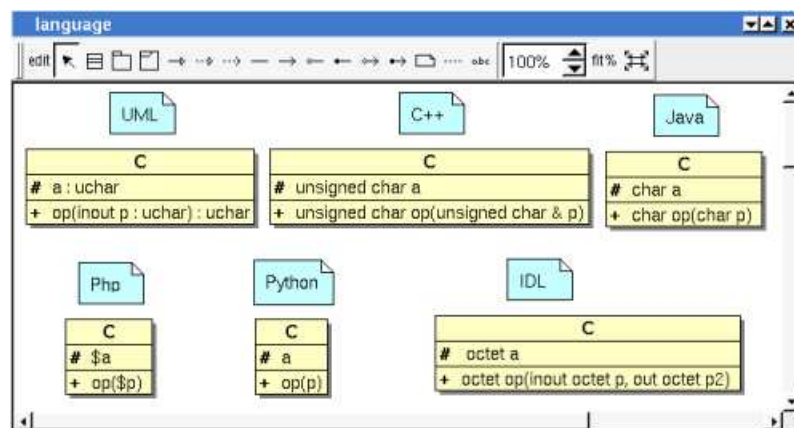 language
edit abc 100% fit%
UML
C
# a : uchar
+ op(inout p : uchar) : uchar
C++
C
# unsigned char a
+ unsigned char op(unsigned char & p)
Java
C
# char a
+ char op(char p)
Php
C
# $a
+ op($p)
Python
C
# a
+ op(p)
IDL
C
# octet a
+ octet op(inout octet p, out octet p2)